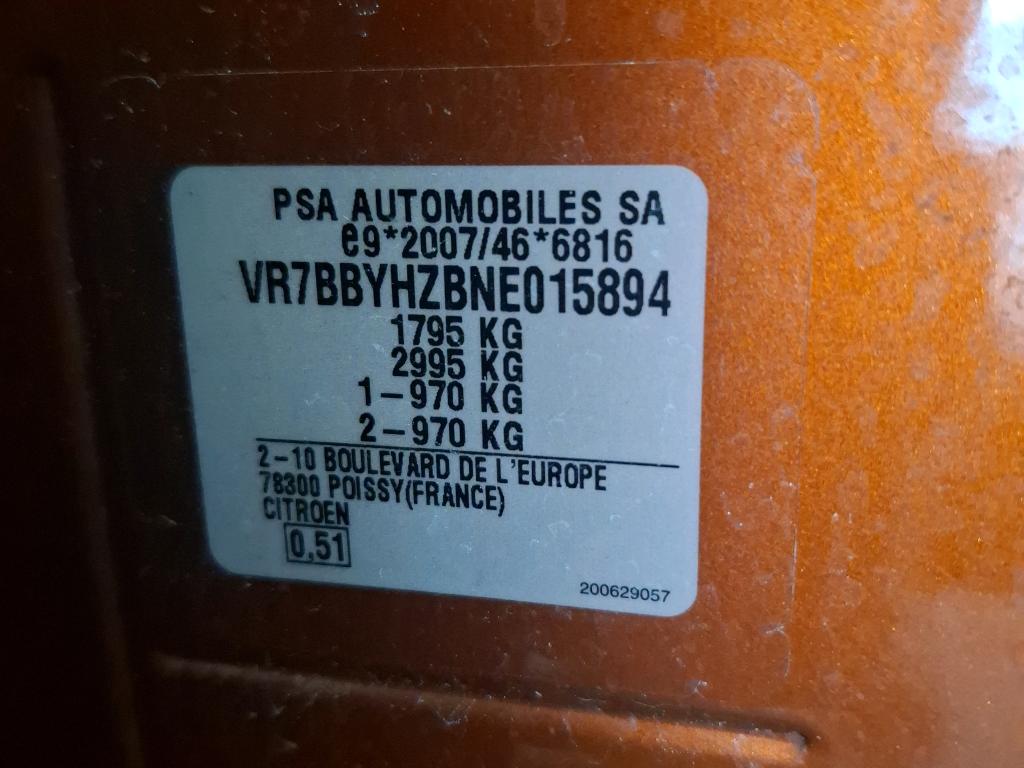 PSA AUTOMOBILES SA
e9*2007/46*6816
VR7BBYHZBNE015894
1795 KG
2995 KG
1-970 KG
2-970 KG
2-10 BOULEVARD DE L'EUROPE
78300 POISSY(FRANCE)
CITROEN
0,51
200629057